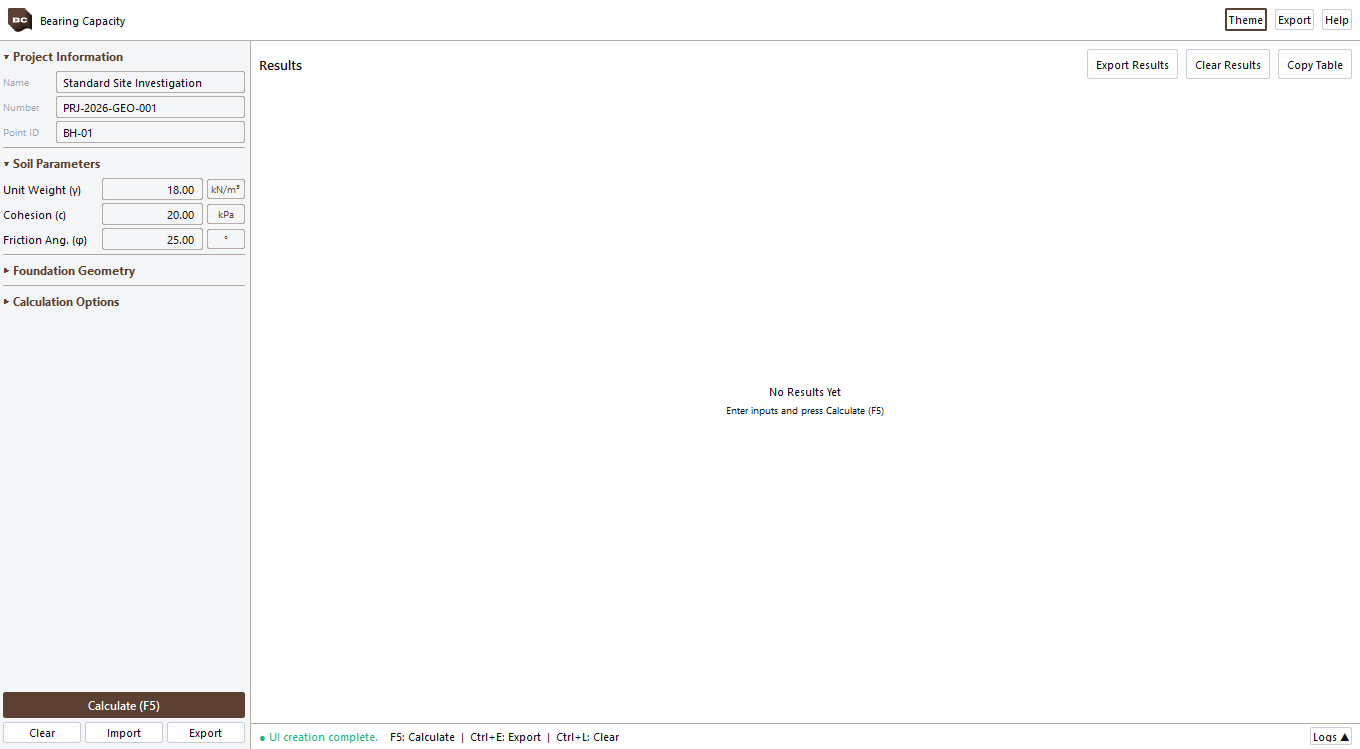 BC Bearing Capacity Theme Export Help
▾ Project Information
Name Standard Site Investigation
Number PRJ-2026-GEO-001
Point ID BH-01
▾ Soil Parameters
Unit Weight (γ) 18.00 kN/m³
Cohesion (c) 20.00 kPa
Friction Ang. (φ) 25.00 °
▸ Foundation Geometry
▸ Calculation Options
Calculate (F5)
Clear Import Export
Results Export Results Clear Results Copy Table
No Results Yet
Enter inputs and press Calculate (F5)
● UI creation complete. F5: Calculate | Ctrl+E: Export | Ctrl+L: Clear Logs ▲